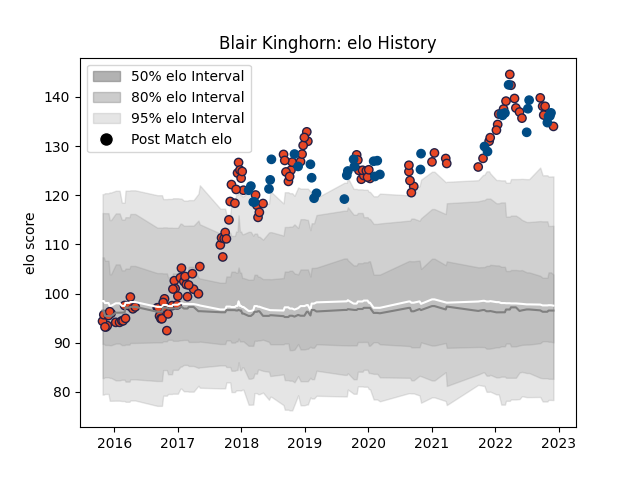 Blair Kinghorn: elo History
50% elo Interval
80% elo Interval
95% elo Interval
Post Match elo
elo score
140
130
120
110
100
90
80
2016 2017 2018 2019 2020 2021 2022 2023